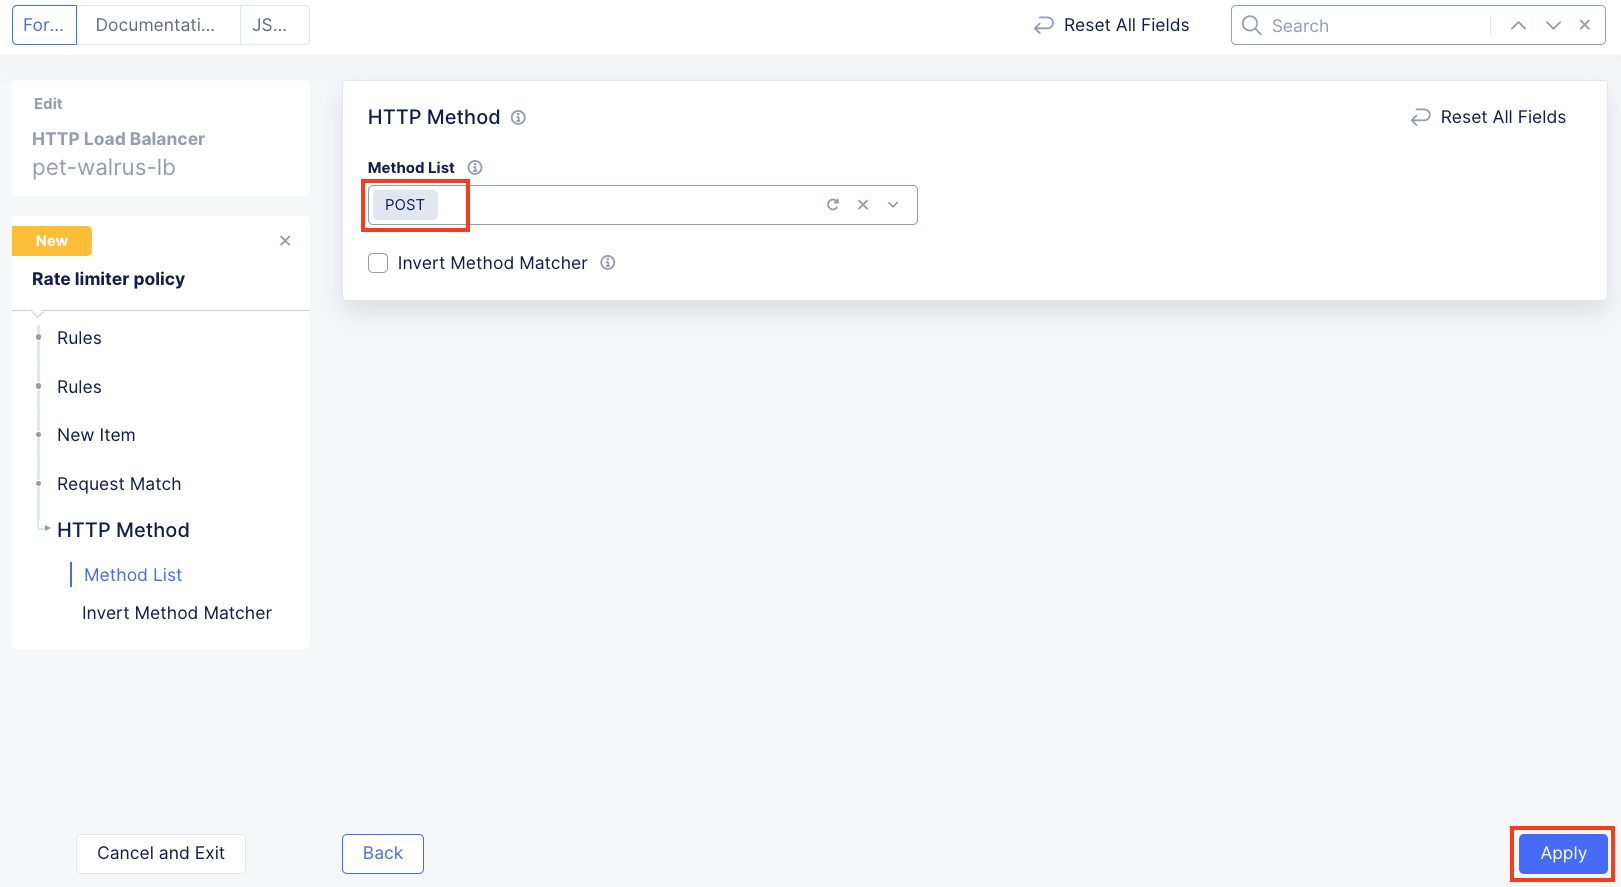 For...
Documentati...
JS...
Reset All Fields
Search
Edit
HTTP Load Balancer
pet-walrus-lb
New
Rate limiter policy
Rules
Rules
New Item
Request Match
HTTP Method
Method List
Invert Method Matcher
HTTP Method
Reset All Fields
Method List
POST
Invert Method Matcher
Cancel and Exit
Back
Apply